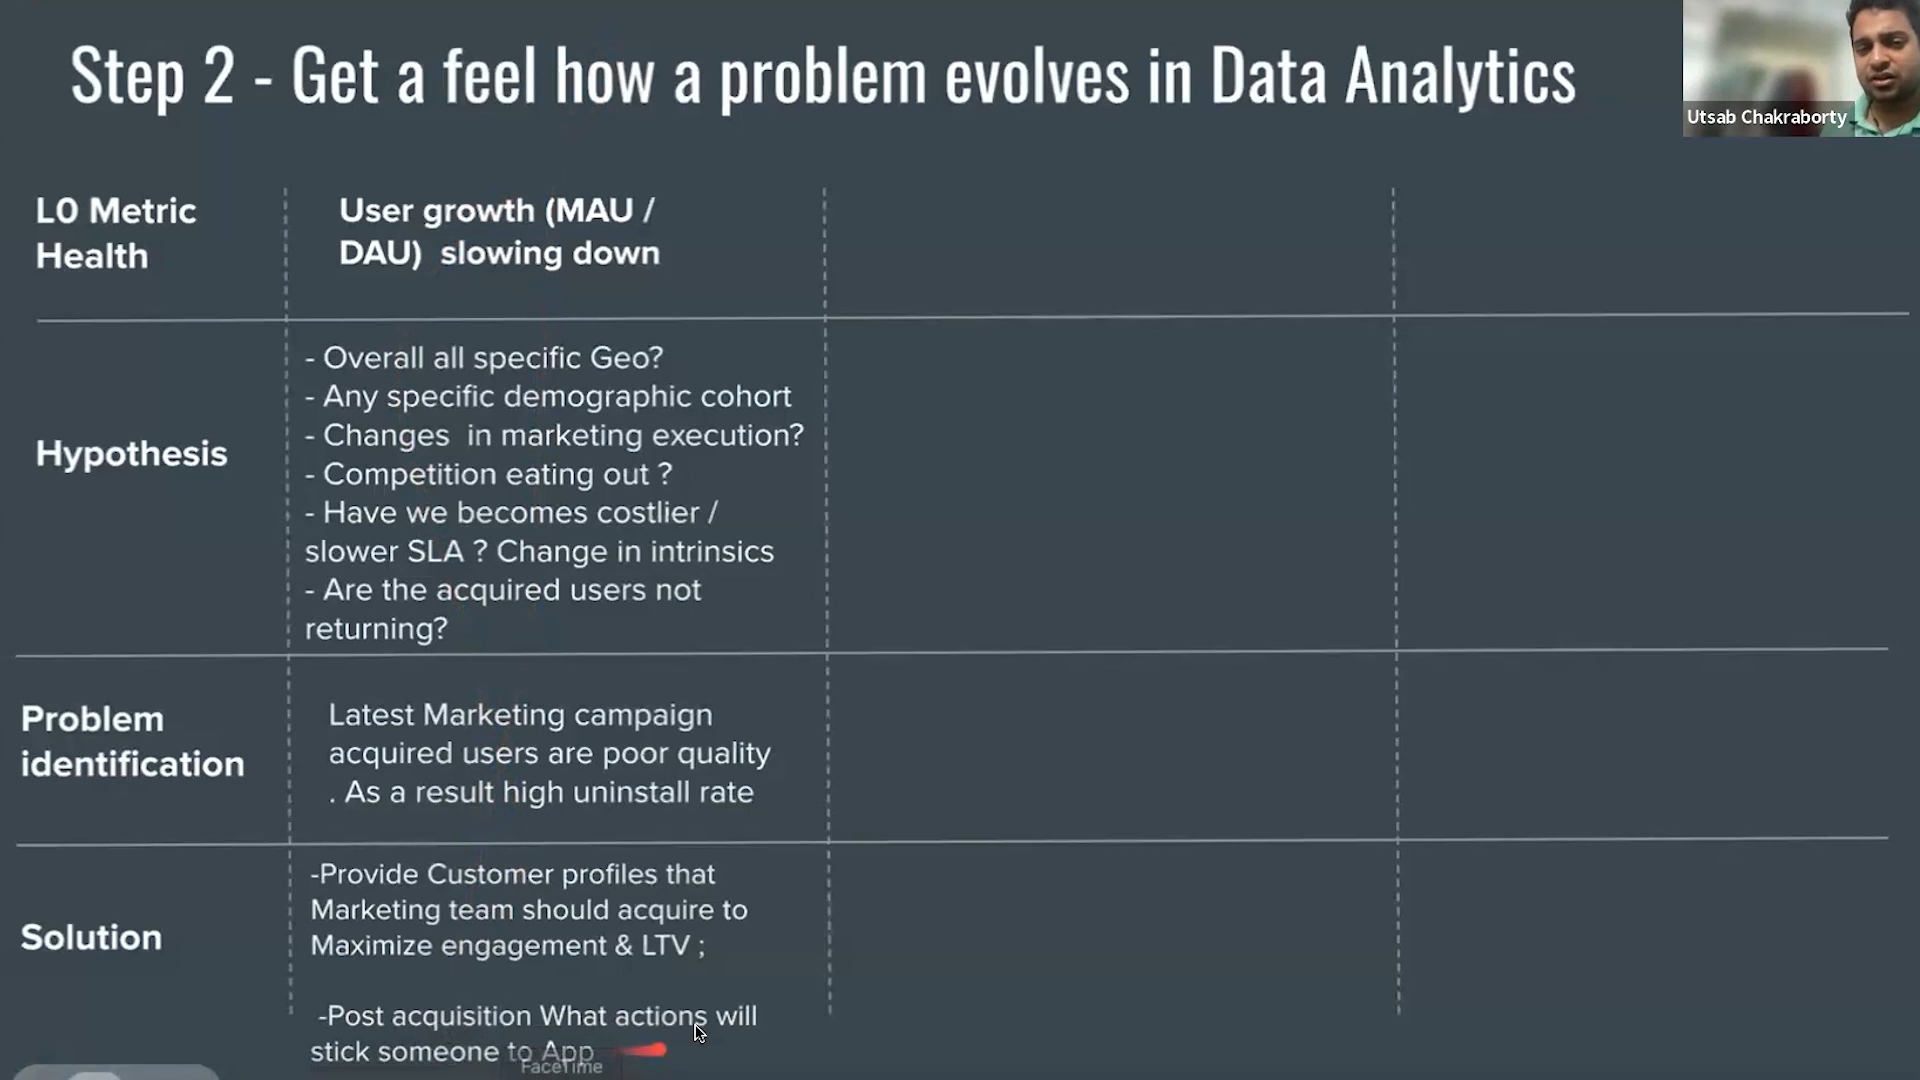 Step 2 - Get a feel how a problem evolves in Data Analytics
Utsab Chakraborty
L0 Metric
Health
User growth (MAU /
DAU)  slowing down
Hypothesis
- Overall all specific Geo?
- Any specific demographic cohort
- Changes  in marketing execution?
- Competition eating out ?
- Have we becomes costlier /
slower SLA ? Change in intrinsics
- Are the acquired users not
returning?
Problem
identification
Latest Marketing campaign
acquired users are poor quality
. As a result high uninstall rate
Solution
-Provide Customer profiles that
Marketing team should acquire to
Maximize engagement & LTV ;
-Post acquisition What actions will
stick someone to App
FaceTime